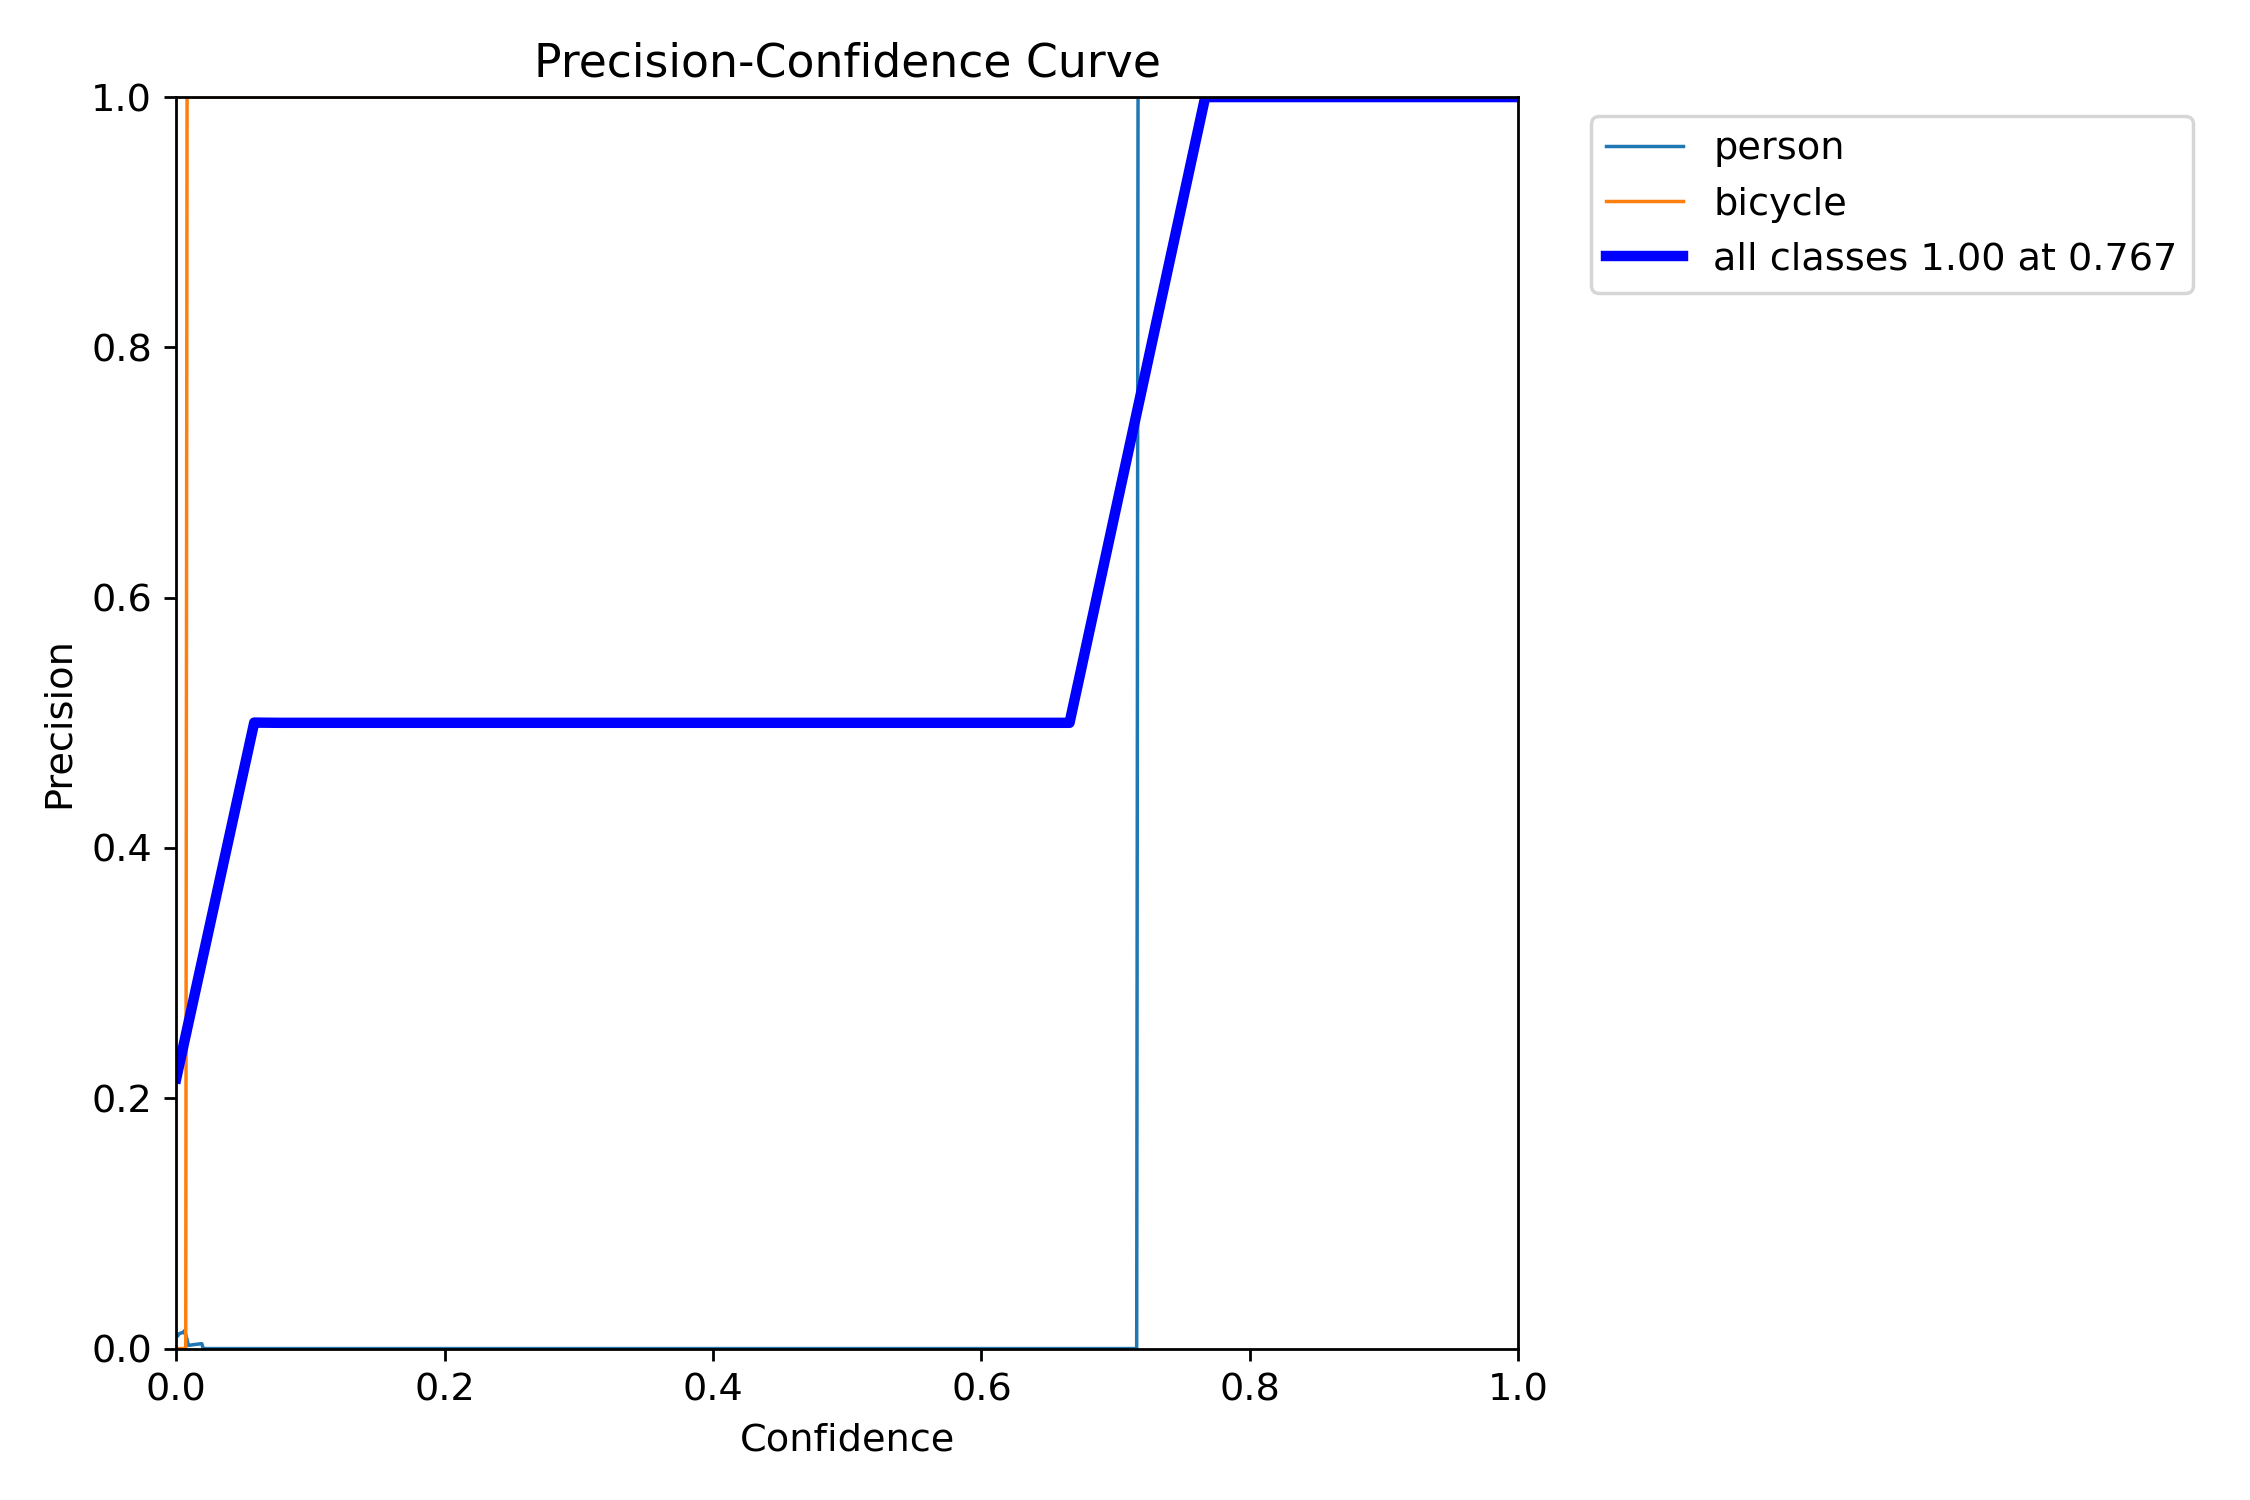 Precision-Confidence Curve
1.0
0.8
0.6
0.4
0.2
0.0
Precision
0.0 0.2 0.4 0.6 0.8 1.0
Confidence
person
bicycle
all classes 1.00 at 0.767